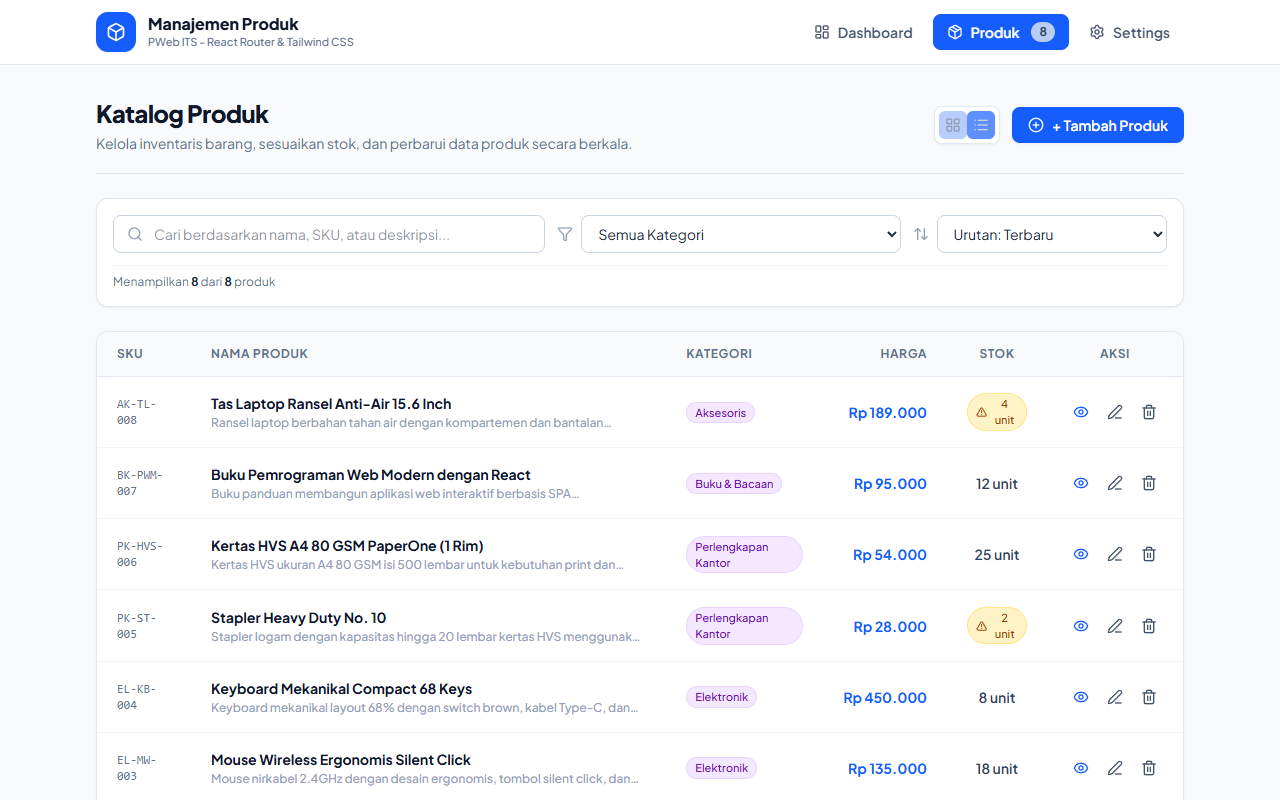 Manajemen Produk
PWeb ITS - React Router & Tailwind CSS
Dashboard
Produk 8
Settings
Katalog Produk
Kelola inventaris barang, sesuaikan stok, dan perbarui data produk secara berkala.
+ Tambah Produk
Cari berdasarkan nama, SKU, atau deskripsi...
Semua Kategori
Urutan: Terbaru
Menampilkan 8 dari 8 produk
SKU NAMA PRODUK KATEGORI HARGA STOK AKSI
AK-TL-
008
Tas Laptop Ransel Anti-Air 15.6 Inch
Ransel laptop berbahan tahan air dengan kompartemen dan bantalan...
Aksesoris
Rp 189.000
4
unit
BK-PWM-
007
Buku Pemrograman Web Modern dengan React
Buku panduan membangun aplikasi web interaktif berbasis SPA...
Buku & Bacaan
Rp 95.000
12 unit
PK-HVS-
006
Kertas HVS A4 80 GSM PaperOne (1 Rim)
Kertas HVS ukuran A4 80 GSM isi 500 lembar untuk kebutuhan print dan...
Perlengkapan
Kantor
Rp 54.000
25 unit
PK-ST-
005
Stapler Heavy Duty No. 10
Stapler logam dengan kapasitas hingga 20 lembar kertas HVS menggunak...
Perlengkapan
Kantor
Rp 28.000
2
unit
EL-KB-
004
Keyboard Mekanikal Compact 68 Keys
Keyboard mekanikal layout 68% dengan switch brown, kabel Type-C, dan...
Elektronik
Rp 450.000
8 unit
EL-MW-
003
Mouse Wireless Ergonomis Silent Click
Mouse nirkabel 2.4GHz dengan desain ergonomis, tombol silent click, dan...
Elektronik
Rp 135.000
18 unit